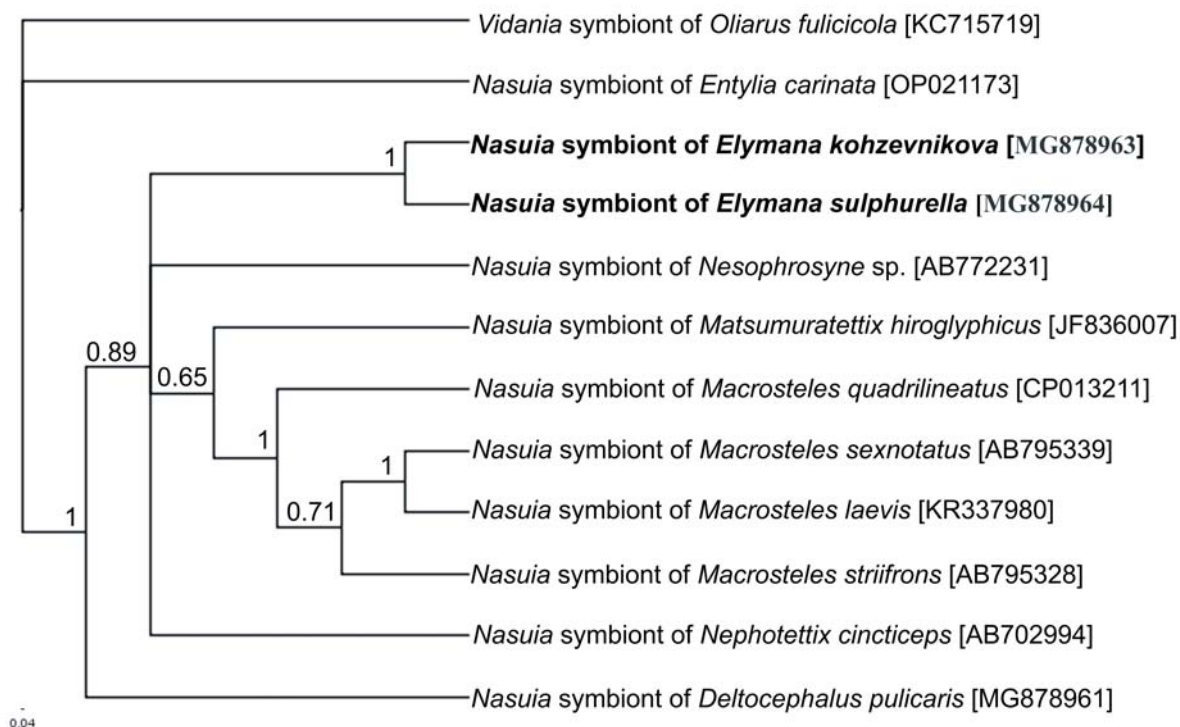 Vidania symbiont of Oliarus fulicicola [KC715719]
Nasuia symbiont of Entylia carinata [OP021173]
Nasuia symbiont of Elymana kohzevnikova [MG878963]
1
Nasuia symbiont of Elymana sulphurella [MG878964]
Nasuia symbiont of Nesophrosyne sp. [AB772231]
Nasuia symbiont of Matsumuratettix hiroglyphicus [JF836007]
0.89
0.65
Nasuia symbiont of Macrosteles quadrilineatus [CP013211]
1
Nasuia symbiont of Macrosteles sexnotatus [AB795339]
1
Nasuia symbiont of Macrosteles laevis [KR337980]
0.71
1
Nasuia symbiont of Macrosteles striifrons [AB795328]
Nasuia symbiont of Nephotettix cincticeps [AB702994]
Nasuia symbiont of Deltocephalus pulicaris [MG878961]
0.04